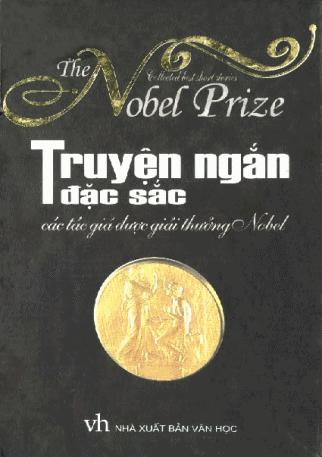 The
Collected best short stories
Nobel Prize
Truyện ngắn
đặc sắc
các tác giả được giải thưởng Nobel
vh NHÀ XUẤT BẢN VĂN HỌC